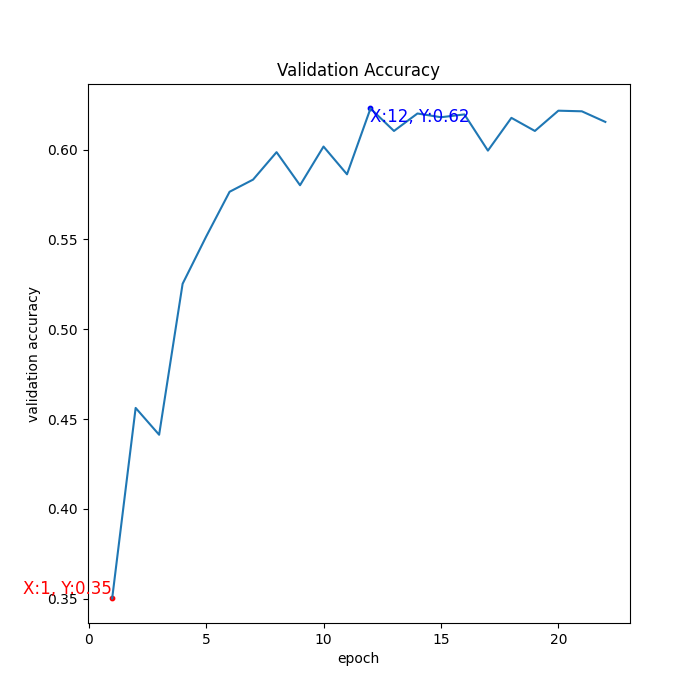 Validation Accuracy
X:12, Y:0.62
0.60
0.55
0.50
0.45
0.40
0.35
X:1, Y:0.35
validation accuracy
0 5 10 15 20
epoch